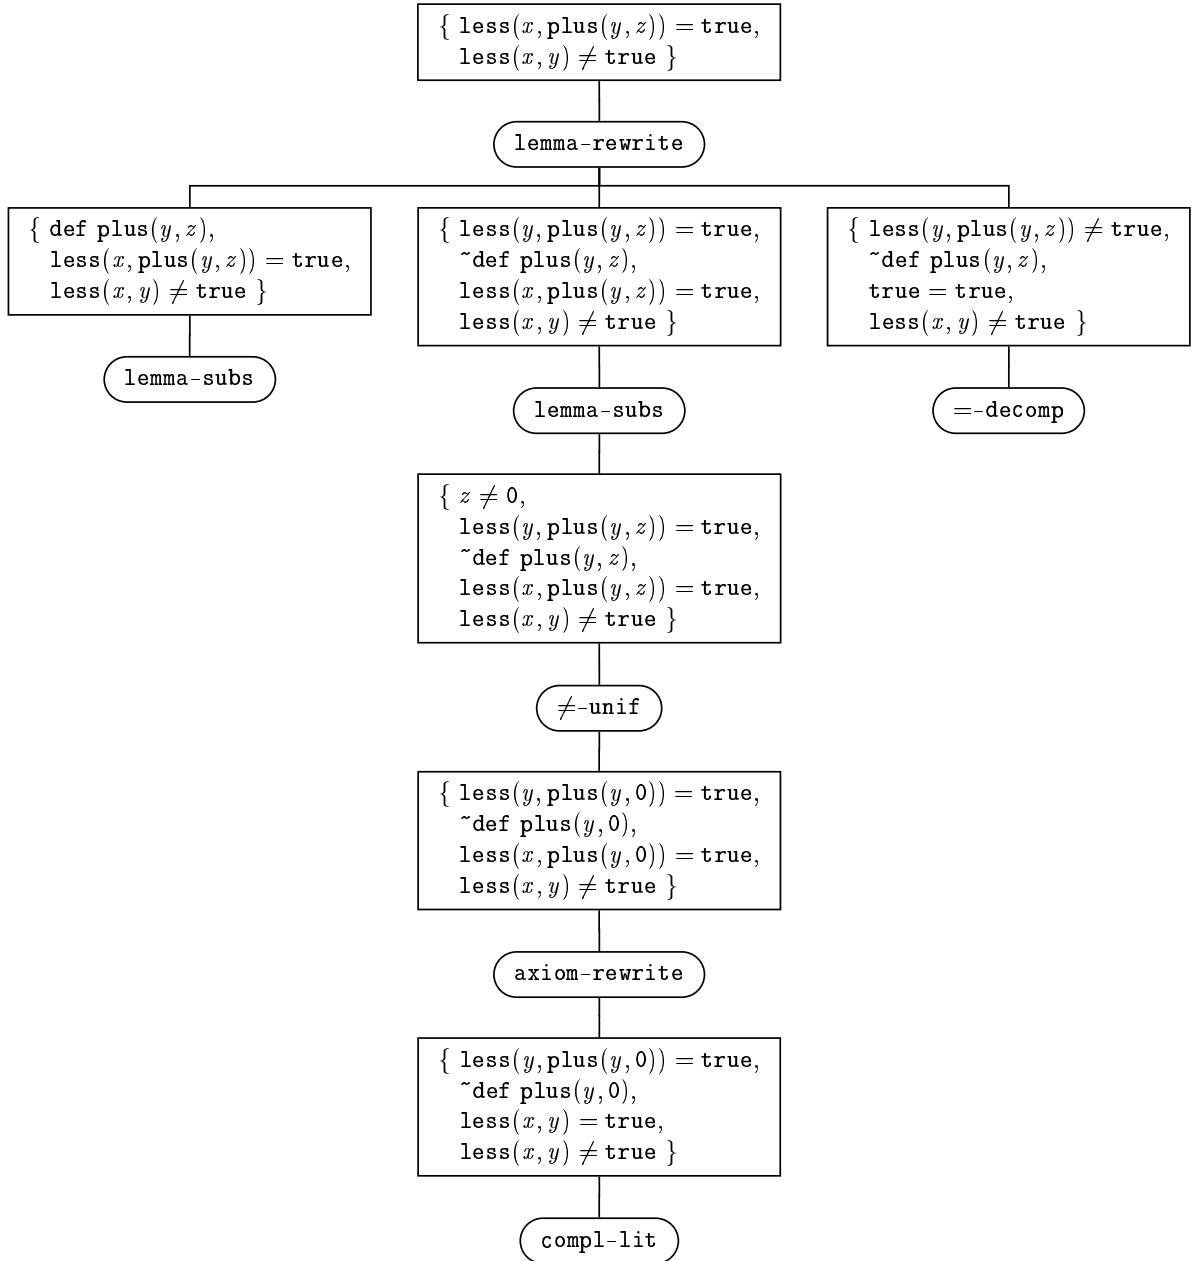 { less(x, plus(y, z)) = true,
less(x, y) ≠ true }
lemma-rewrite
{ def plus(y, z),
less(x, plus(y, z)) = true,
less(x, y) ≠ true }
{ less(y, plus(y, z)) = true,
~def plus(y, z),
less(x, plus(y, z)) = true,
less(x, y) ≠ true }
{ less(y, plus(y, z)) ≠ true,
~def plus(y, z),
true = true,
less(x, y) ≠ true }
lemma-subs
lemma-subs
=-decomp
{ z ≠ 0,
less(y, plus(y, z)) = true,
~def plus(y, z),
less(x, plus(y, z)) = true,
less(x, y) ≠ true }
≠-unif
{ less(y, plus(y, 0)) = true,
~def plus(y, 0),
less(x, plus(y, 0)) = true,
less(x, y) ≠ true }
axiom-rewrite
{ less(y, plus(y, 0)) = true,
~def plus(y, 0),
less(x, y) = true,
less(x, y) ≠ true }
compl-lit